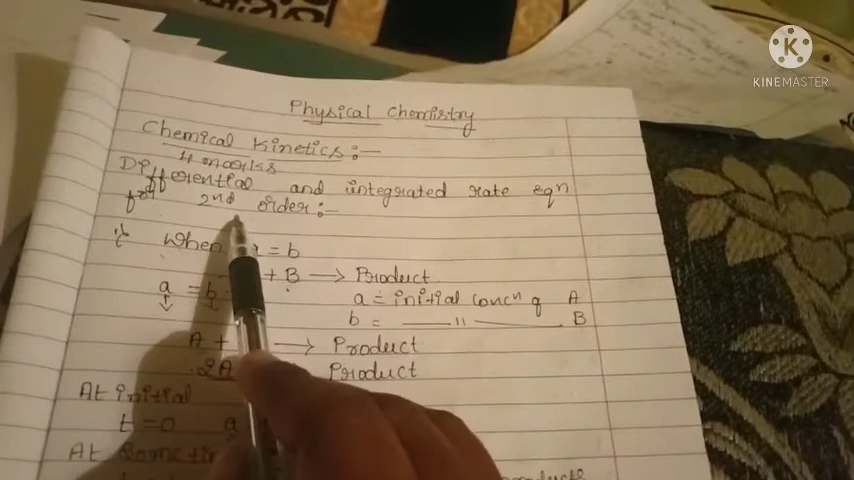 Physical Chemistry
Chemical Kinetics:-
4 marks
Differential and integrated rate eqn
for 2nd order:-
i) When = b
+ B → Product
a = b
a = initial concn of A
b = —— " —— B
A + → Product
2A Product
At initial
t = 0 a
At
K
KINEMASTER